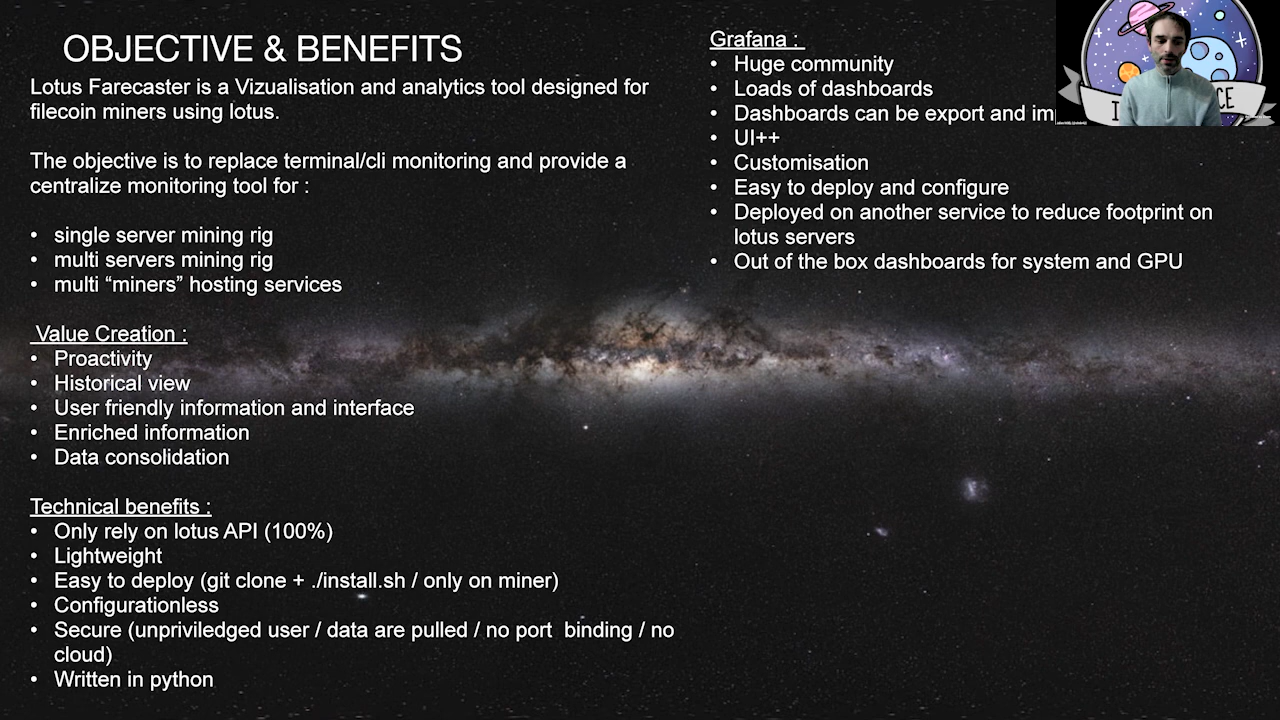 OBJECTIVE & BENEFITS
Lotus Farecaster is a Vizualisation and analytics tool designed for
filecoin miners using lotus.
The objective is to replace terminal/cli monitoring and provide a
centralize monitoring tool for :
• single server mining rig
• multi servers mining rig
• multi “miners” hosting services
Value Creation :
• Proactivity
• Historical view
• User friendly information and interface
• Enriched information
• Data consolidation
Technical benefits :
• Only rely on lotus API (100%)
• Lightweight
• Easy to deploy (git clone + ./install.sh / only on miner)
• Configurationless
• Secure (unpriviledged user / data are pulled / no port binding / no
cloud)
• Written in python
Grafana :
• Huge community
• Loads of dashboards
• Dashboards can be export and im
• UI++
• Customisation
• Easy to deploy and configure
• Deployed on another service to reduce footprint on
lotus servers
• Out of the box dashboards for system and GPU